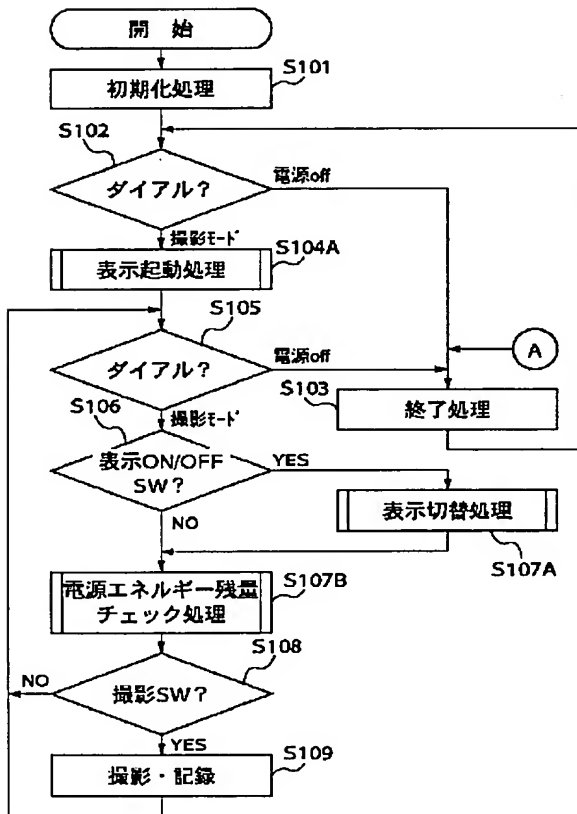 開 始
S101
初期化処理
S102
ダイアル?
電源off
撮影モード
S104A
表示起動処理
S105
ダイアル?
電源off
A
S103
終了処理
S106
撮影モード
表示ON/OFF
SW?
YES
NO
表示切替処理
S107A
電源エネルギー残量
チェック処理
S107B
S108
撮影SW?
NO
YES
S109
撮影・記録